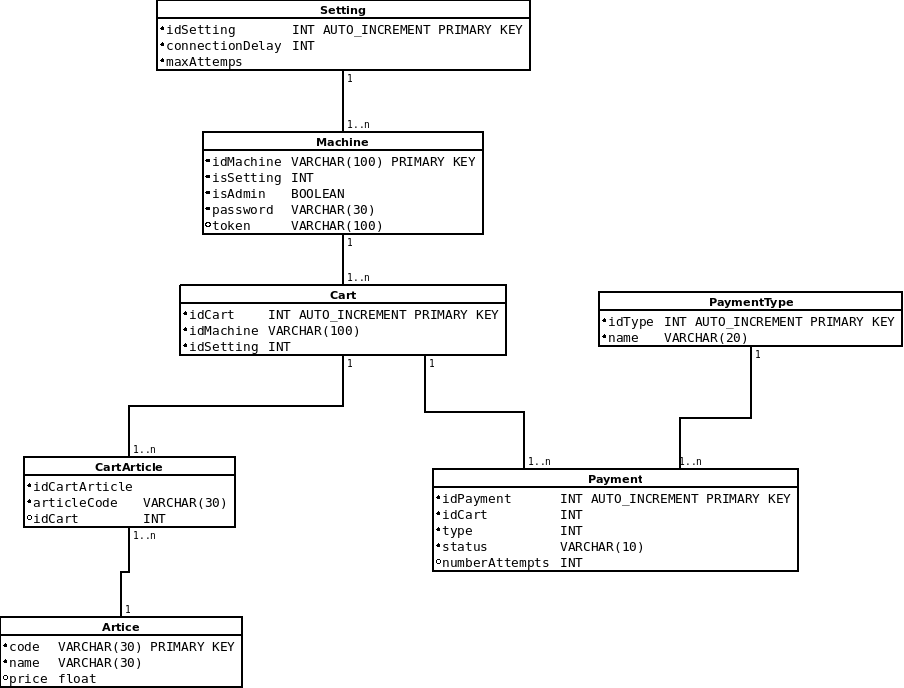 Setting
idSetting INT AUTO_INCREMENT PRIMARY KEY
connectionDelay INT
maxAttemps
1
1..n
Machine
idMachine VARCHAR(100) PRIMARY KEY
isSetting INT
isAdmin BOOLEAN
password VARCHAR(30)
token VARCHAR(100)
1
1..n
Cart
idCart INT AUTO_INCREMENT PRIMARY KEY
idMachine VARCHAR(100)
idSetting INT
PaymentType
idType INT AUTO_INCREMENT PRIMARY KEY
name VARCHAR(20)
1
1
1
1..n
1..n
1..n
CartArticle
idCartArticle
articleCode VARCHAR(30)
idCart INT
Payment
idPayment INT AUTO_INCREMENT PRIMARY KEY
idCart INT
type INT
status VARCHAR(10)
numberAttempts INT
1..n
1
Artice
code VARCHAR(30) PRIMARY KEY
name VARCHAR(30)
price float